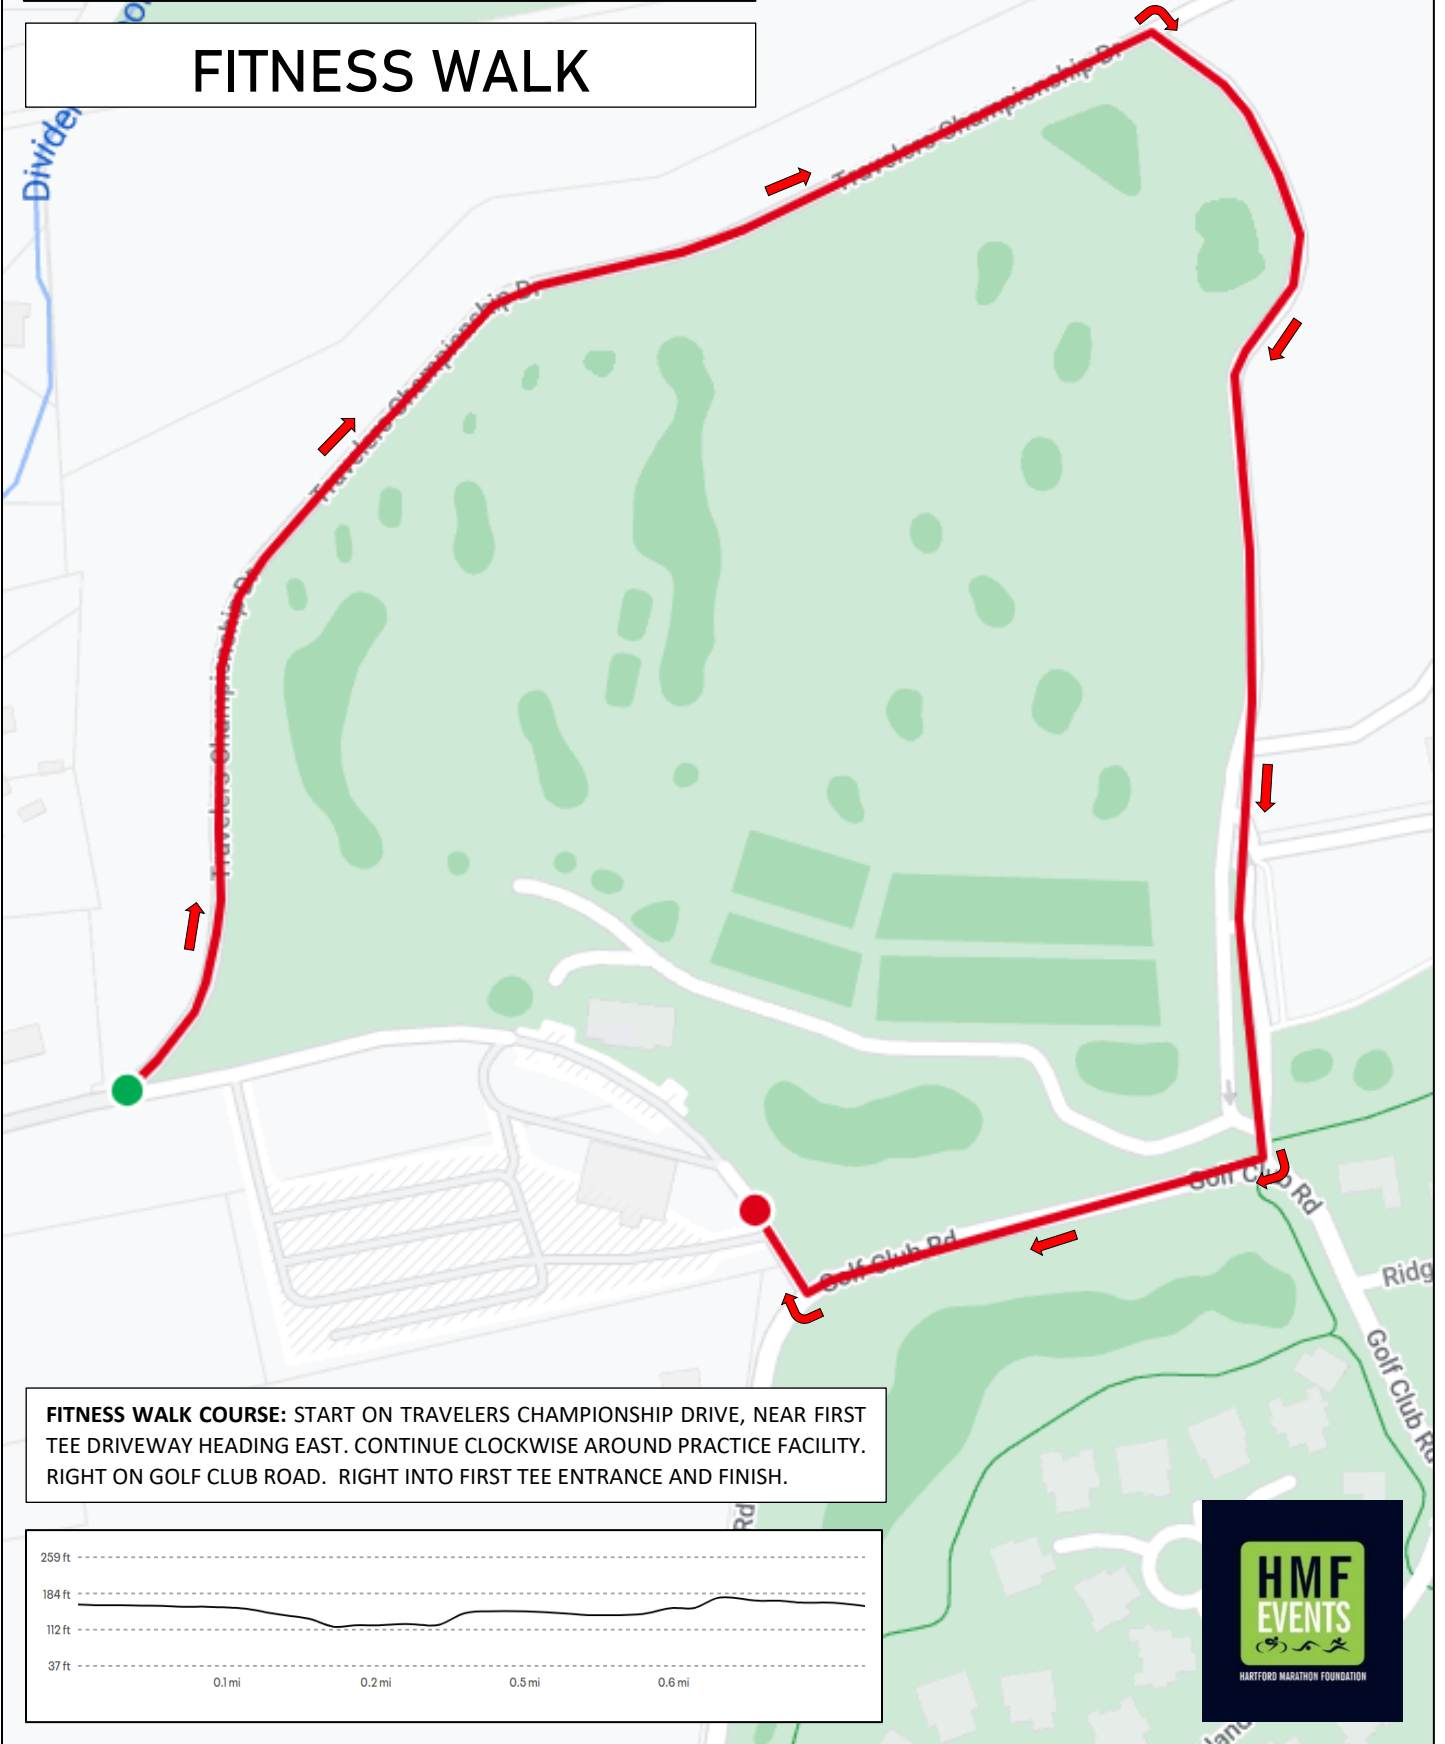 FITNESS WALK
Travelers Championship Dr
Travelers Championship Dr
Travelers Championship Dr
Golf Club Rd
Golf Club Rd
Golf Club Rd
Rd
FITNESS WALK COURSE: START ON TRAVELERS CHAMPIONSHIP DRIVE, NEAR FIRST
TEE DRIVEWAY HEADING EAST. CONTINUE CLOCKWISE AROUND PRACTICE FACILITY.
RIGHT ON GOLF CLUB ROAD. RIGHT INTO FIRST TEE ENTRANCE AND FINISH.
259 ft
184 ft
112 ft
37 ft
0.1 mi
0.2 mi
0.5 mi
0.6 mi
HMF
EVENTS
HARTFORD MARATHON FOUNDATION